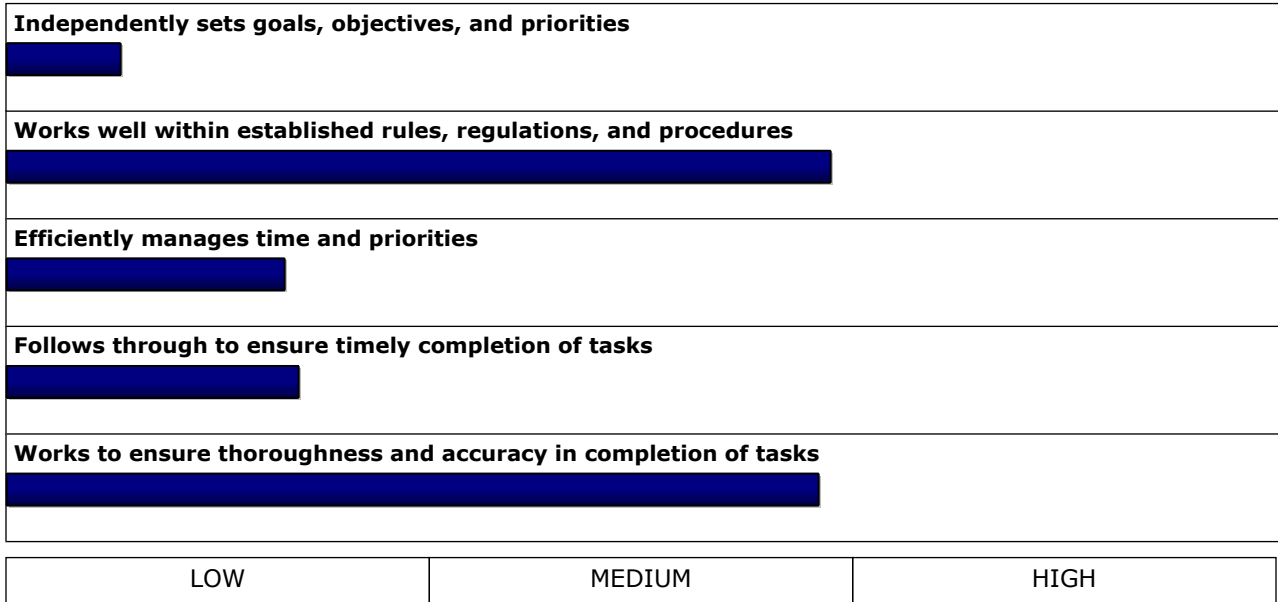 Independently sets goals, objectives, and priorities
Works well within established rules, regulations, and procedures
Efficiently manages time and priorities
Follows through to ensure timely completion of tasks
Works to ensure thoroughness and accuracy in completion of tasks
LOW MEDIUM HIGH